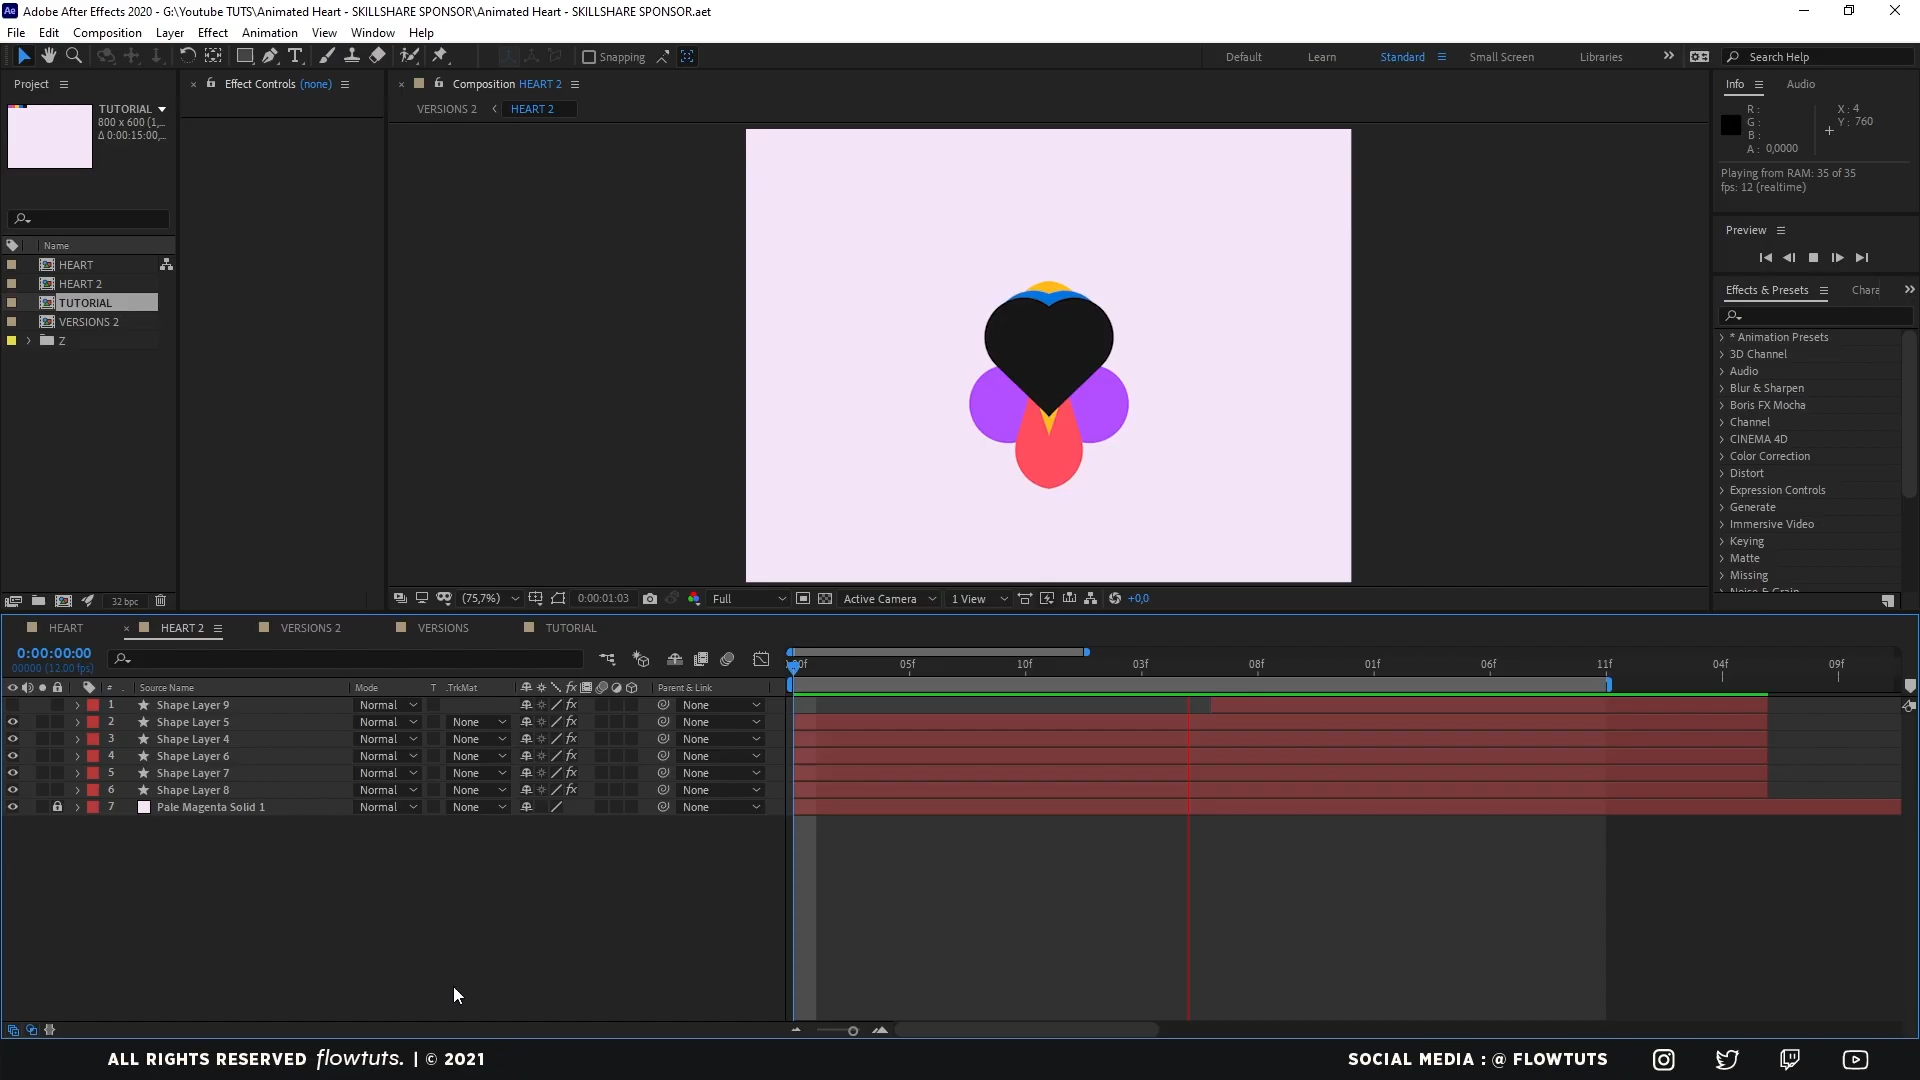 Adobe After Effects 2020 - G:\Youtube TUTS\Animated Heart - SKILLSHARE SPONSOR\Animated Heart - SKILLSHARE SPONSOR.aet
File Edit Composition Layer Effect Animation View Window Help
Snapping Default Learn Standard Small Screen Libraries Search Help
Project Effect Controls (none) Composition HEART 2 Info Audio
TUTORIAL
800 x 600 (1,...
Δ 0:00:15:00,...
VERSIONS 2 HEART 2
R :
G :
B :
A : 0,0000
X : 4
Y : 760
Playing from RAM: 35 of 35
fps: 12 (realtime)
Preview
Name
HEART
HEART 2
TUTORIAL
VERSIONS 2
Z
Effects & Presets Chara
* Animation Presets
3D Channel
Audio
Blur & Sharpen
Boris FX Mocha
Channel
CINEMA 4D
Color Correction
Distort
Expression Controls
Generate
Immersive Video
Keying
Matte
Missing
Noise & Grain
32 bpc (75,7%) 0:00:01:03 Full Active Camera 1 View +0,0
HEART HEART 2 VERSIONS 2 VERSIONS TUTORIAL
0:00:00:00
00000 (12.00 fps)
:00f 05f 10f 03f 08f 01f 06f 11f 04f 09f
# Source Name Mode T .TrkMat fx Parent & Link
1 Shape Layer 9 Normal fx None
2 Shape Layer 5 Normal None fx None
3 Shape Layer 4 Normal None fx None
4 Shape Layer 6 Normal None fx None
5 Shape Layer 7 Normal None fx None
6 Shape Layer 8 Normal None fx None
7 Pale Magenta Solid 1 Normal None None
ALL RIGHTS RESERVED flowtuts. | © 2021 SOCIAL MEDIA : @ FLOWTUTS